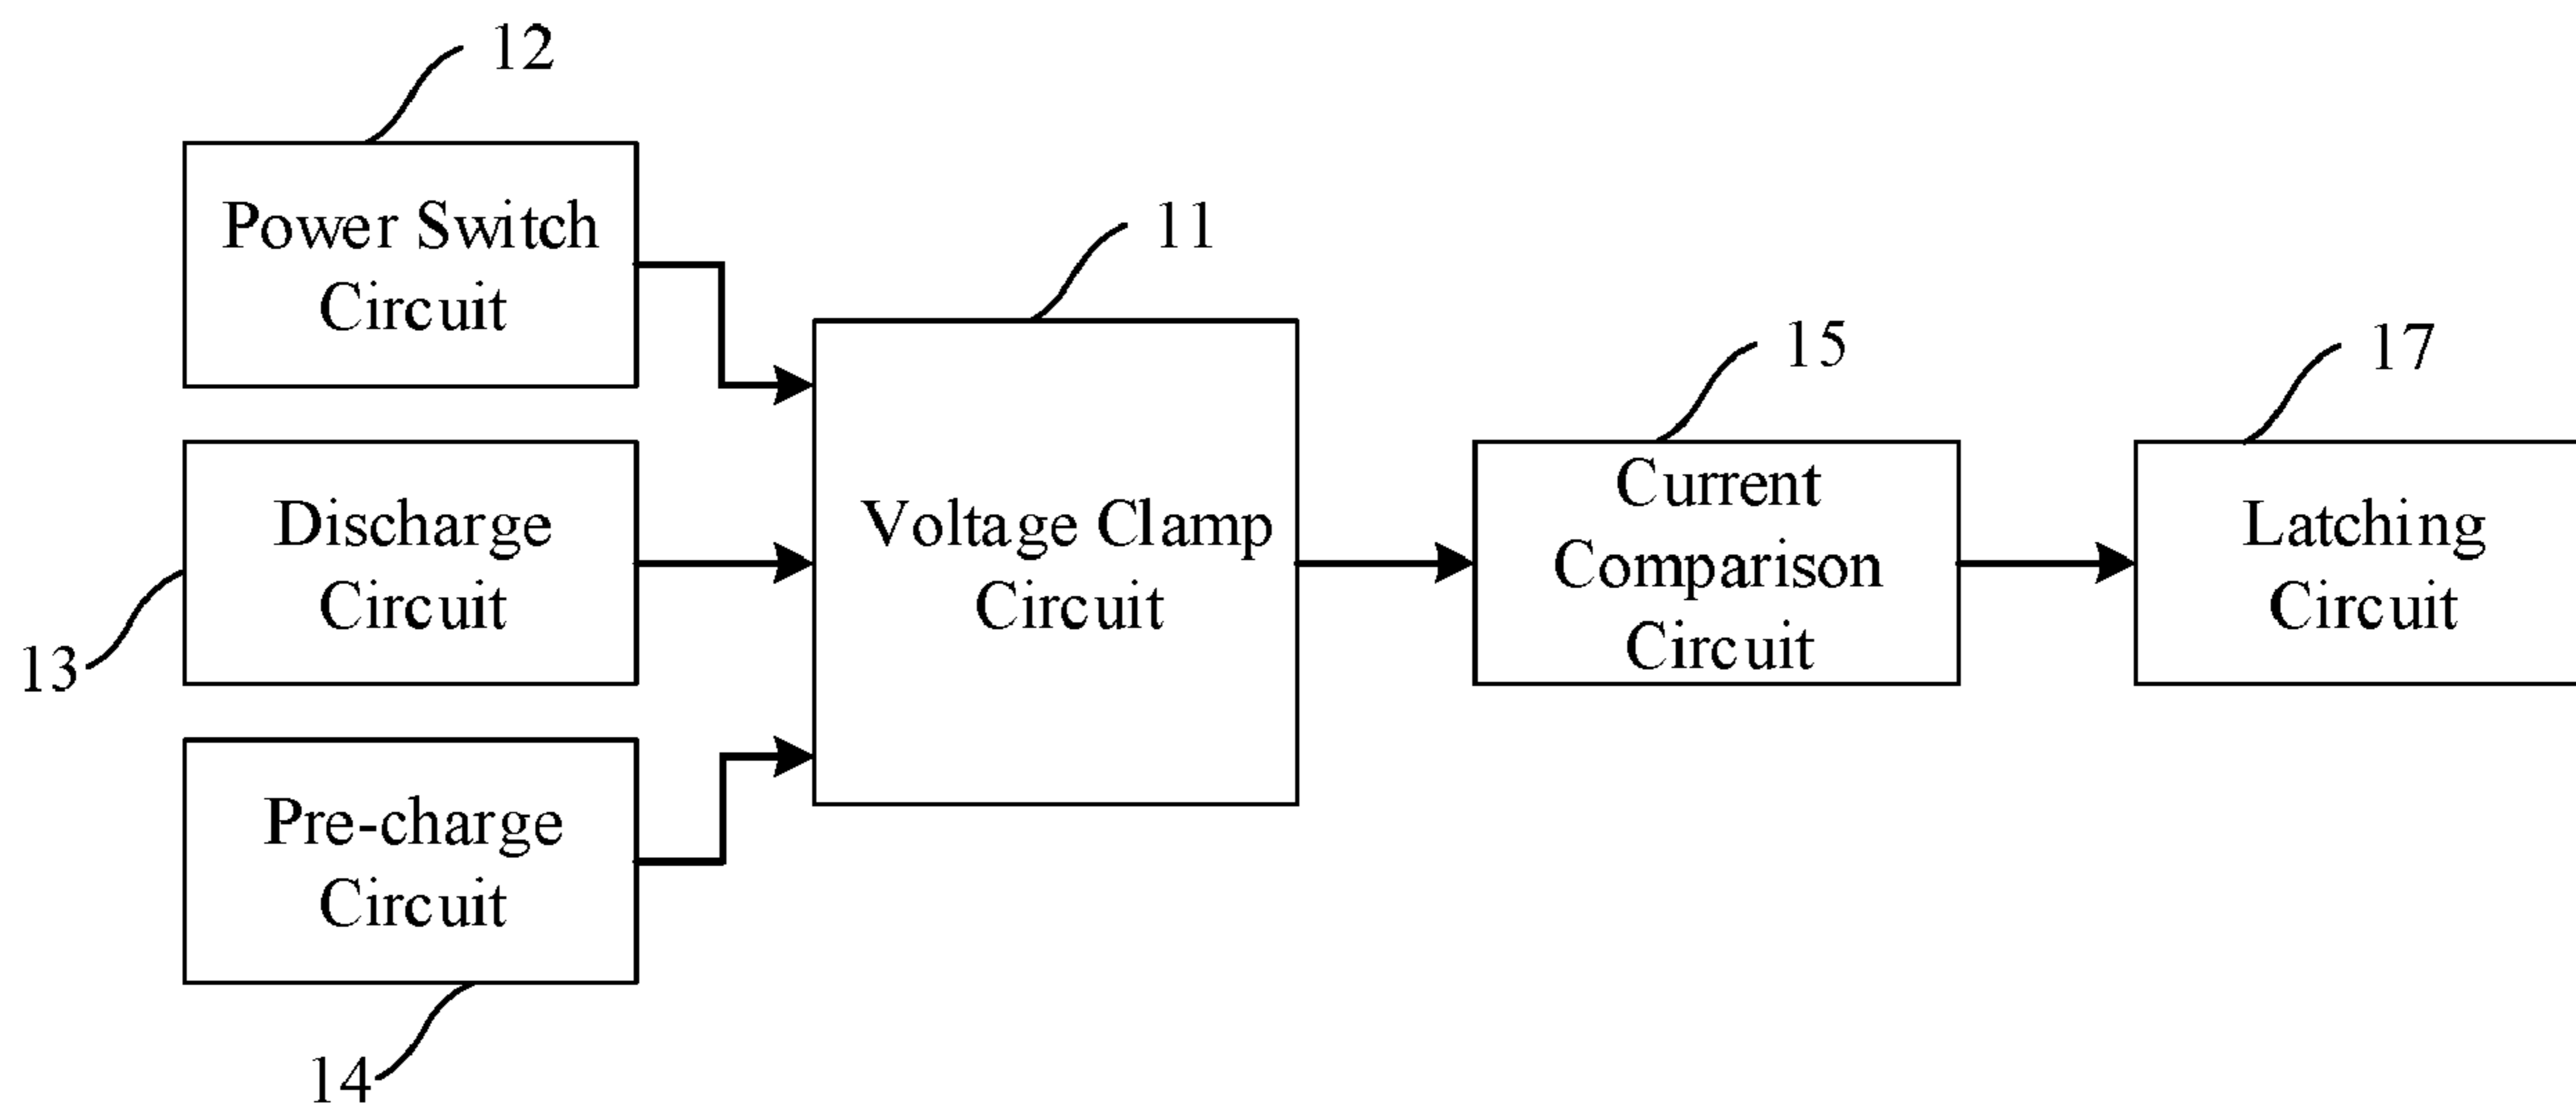 12
Power Switch
Circuit
11
Voltage Clamp
Circuit
13
Discharge
Circuit
14
Pre-charge
Circuit
15
Current
Comparison
Circuit
17
Latching
Circuit